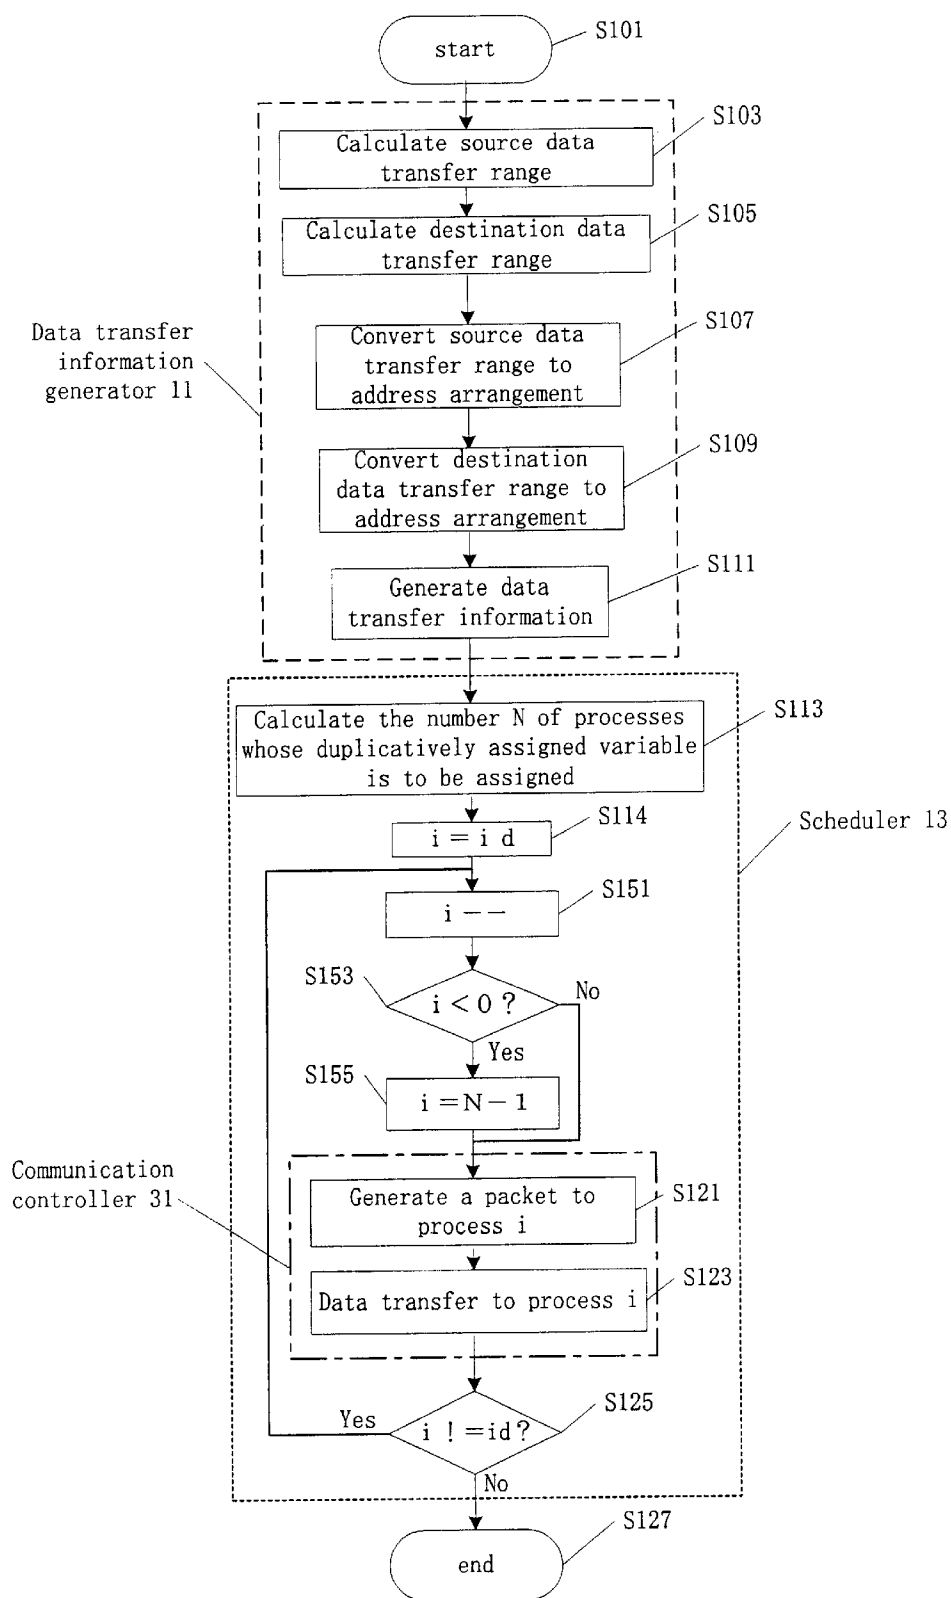 start
S101
S103
Calculate source data
transfer range
S105
Calculate destination data
transfer range
Data transfer
information
generator 11
S107
Convert source data
transfer range to
address arrangement
S109
Convert destination
data transfer range to
address arrangement
S111
Generate data
transfer information
S113
Calculate the number N of processes
whose duplicatively assigned variable
is to be assigned
S114
i = i d
Scheduler 13
S151
i --
S153
i < 0 ?
No
Yes
S155
i = N - 1
Communication
controller 31
S121
Generate a packet to
process i
S123
Data transfer to process i
S125
Yes
i ! = id ?
No
S127
end